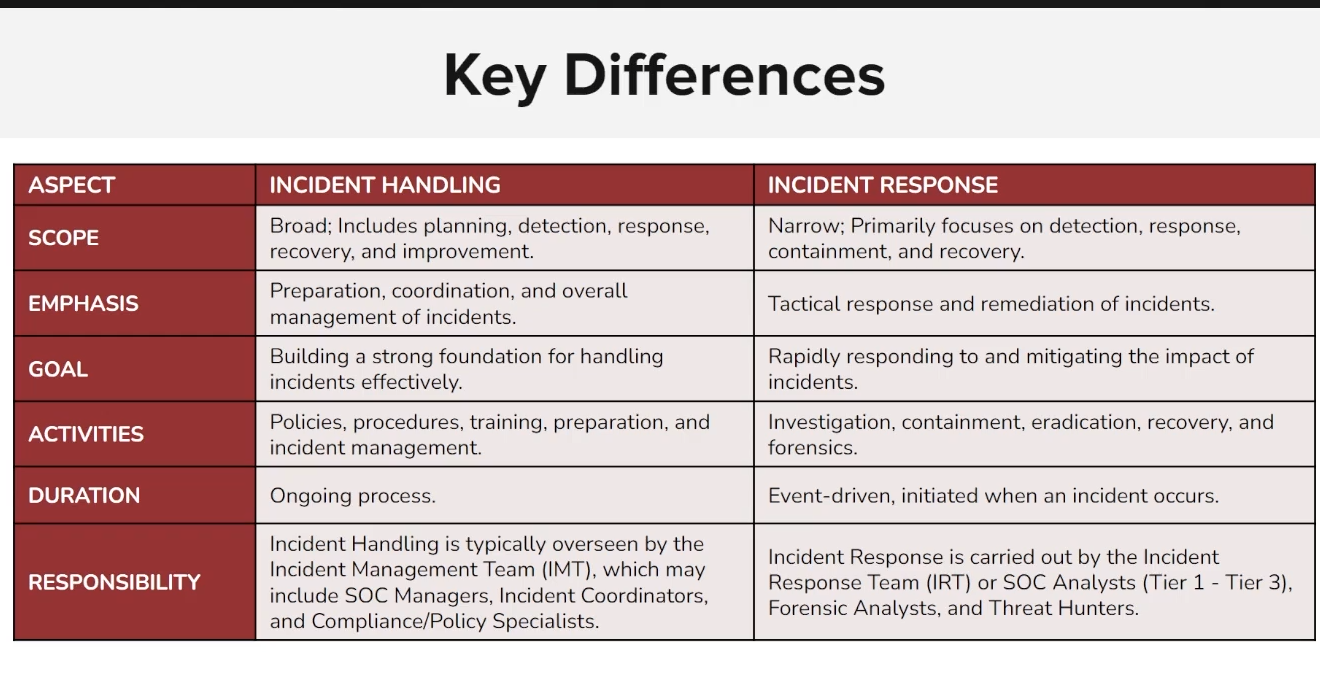 Key Differences
ASPECT
INCIDENT HANDLING
INCIDENT RESPONSE
SCOPE
Broad; Includes planning, detection, response,
recovery, and improvement.
Narrow; Primarily focuses on detection, response,
containment, and recovery.
EMPHASIS
Preparation, coordination, and overall
management of incidents.
Tactical response and remediation of incidents.
GOAL
Building a strong foundation for handling
incidents effectively.
Rapidly responding to and mitigating the impact of
incidents.
ACTIVITIES
Policies, procedures, training, preparation, and
incident management.
Investigation, containment, eradication, recovery, and
forensics.
DURATION
Ongoing process.
Event-driven, initiated when an incident occurs.
RESPONSIBILITY
Incident Handling is typically overseen by the
Incident Management Team (IMT), which may
include SOC Managers, Incident Coordinators,
and Compliance/Policy Specialists.
Incident Response is carried out by the Incident
Response Team (IRT) or SOC Analysts (Tier 1 - Tier 3),
Forensic Analysts, and Threat Hunters.